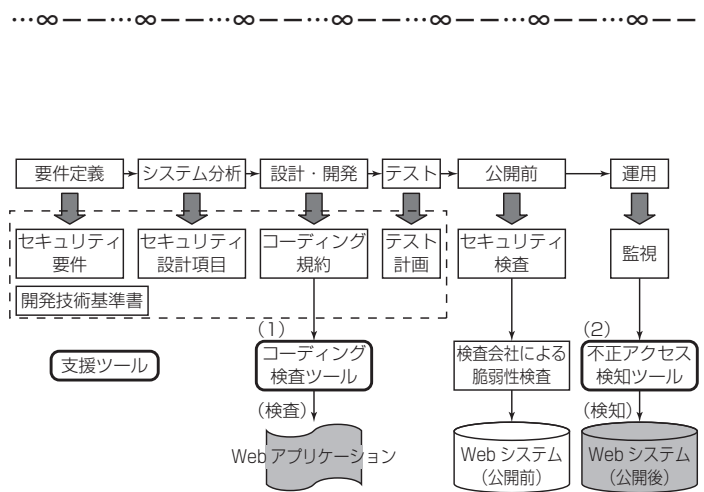 …∞ー—…∞ー—…∞ー—…∞ー—…∞ー—
要件定義
システム分析
設計・開発
テスト
公開前
運用
セキュリティ
要件
セキュリティ
設計項目
コーディング
規約
テスト
計画
セキュリティ
検査
監視
開発技術基準書
支援ツール
(1)
コーディング
検査ツール
検査会社による
脆弱性検査
(2)
不正アクセス
検知ツール
(検査)
(検知)
Web アプリケーション
Web システム
(公開前)
Web システム
(公開後)